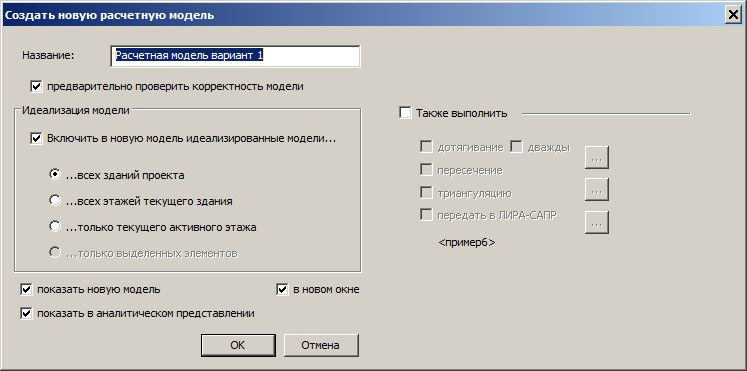 Создать новую расчетную модель
Название: Расчетная модель вариант 1
предварительно проверить корректность модели
Идеализация модели
Включить в новую модель идеализированные модели...
...всех зданий проекта
...всех этажей текущего здания
...только текущего активного этажа
...только выделенных элементов
показать новую модель в новом окне
показать в аналитическом представлении
Также выполнить
дотягивание дважды
...
пересечение
триангуляцию
...
передать в ЛИРА-САПР
...
<пример6>
OK Отмена